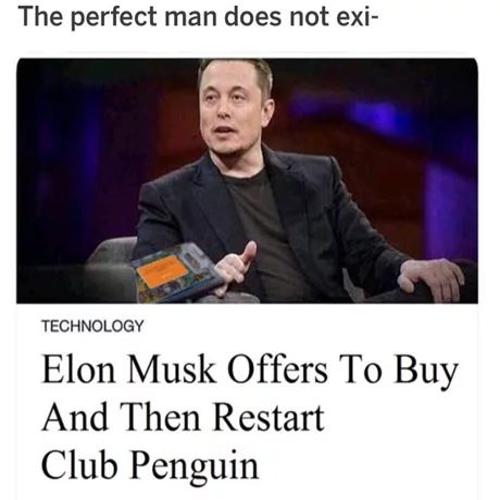 The perfect man does not exi-
TECHNOLOGY
Elon Musk Offers To Buy
And Then Restart
Club Penguin